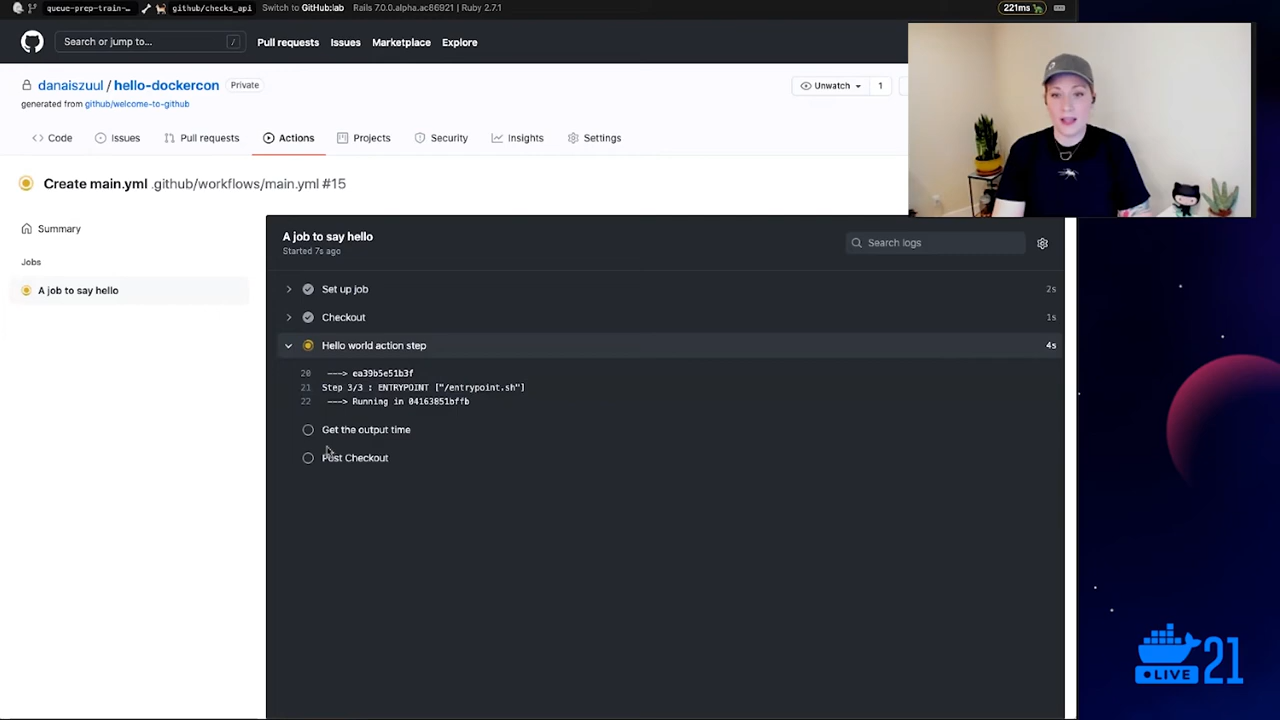 queue-prep-train-… github/checks_api Switch to GitHub:lab Rails 7.0.0.alpha.ac86921 | Ruby 2.7.1 221ms
Search or jump to… / Pull requests Issues Marketplace Explore
danaiszuul / hello-dockercon Private Unwatch 1
generated from github/welcome-to-github
Code Issues Pull requests Actions Projects Security Insights Settings
Create main.yml .github/workflows/main.yml #15
Summary
Jobs
A job to say hello
A job to say hello
Started 7s ago
Search logs
Set up job 2s
Checkout 1s
Hello world action step 4s
20 ---> ea39b5e51b3f
21 Step 3/3 : ENTRYPOINT ["/entrypoint.sh"]
22 ---> Running in 04163851bffb
Get the output time
Post Checkout
LIVE 21